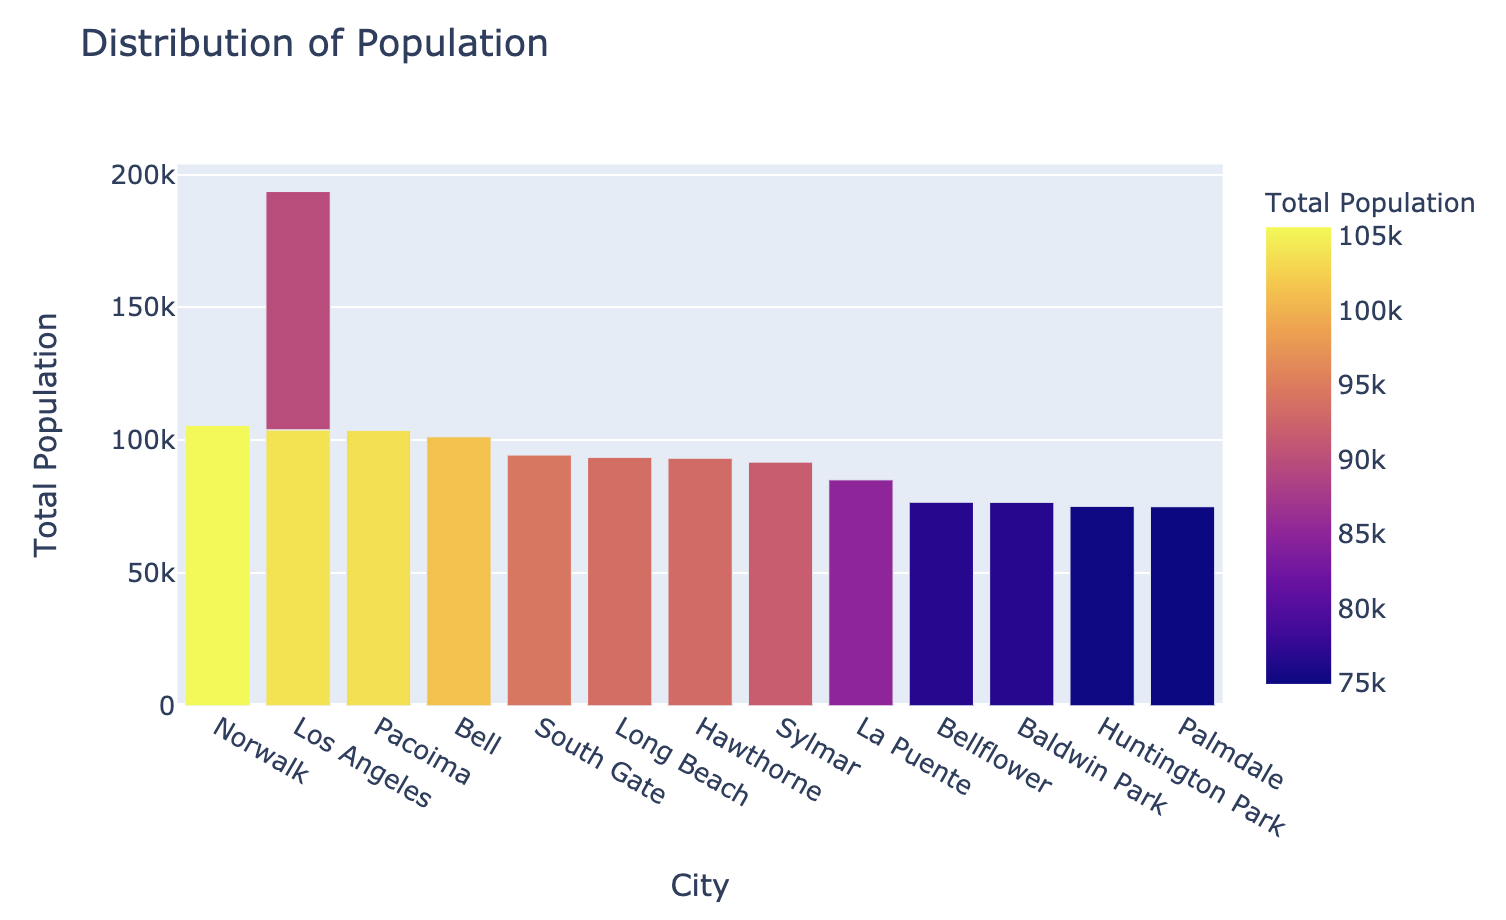 Distribution of Population
Total Population
200k
150k
100k
50k
0
Norwalk
Los Angeles
Pacoima
Bell
South Gate
Long Beach
Hawthorne
Sylmar
La Puente
Bellflower
Baldwin Park
Huntington Park
Palmdale
City
Total Population
105k
100k
95k
90k
85k
80k
75k